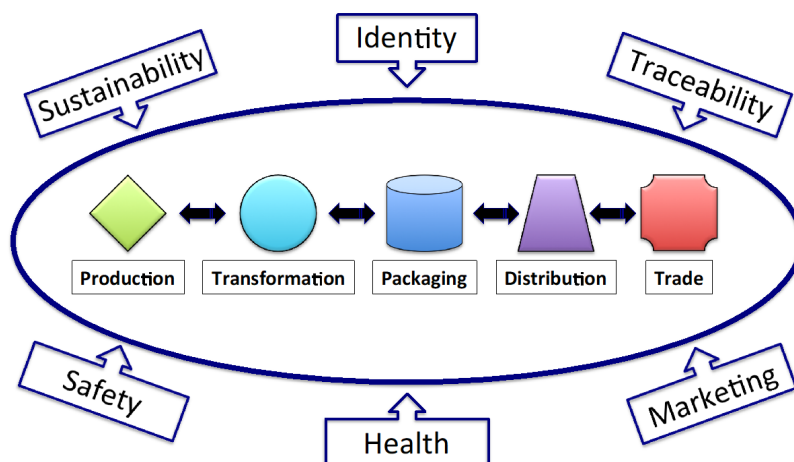 Identity
Sustainability
Traceability
Production
Transformation
Packaging
Distribution
Trade
Safety
Health
Marketing